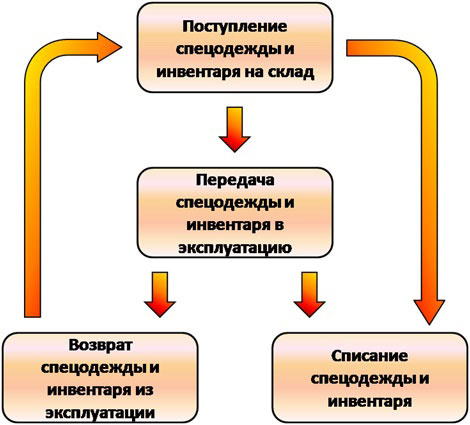 Поступление
спецодежды и
инвентаря на склад
Передача
спецодежды и
инвентаря в
эксплуатацию
Возврат
спецодежды и
инвентаря из
эксплуатации
Списание
спецодежды и
инвентаря